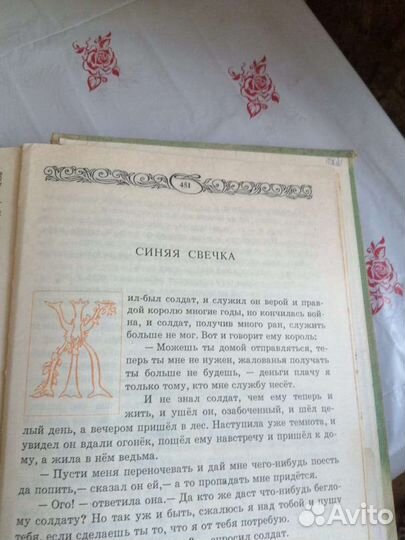 451
СИНЯЯ СВЕЧКА
Жил-был солдат, и служил он верой и прав-
дой королю многие годы, но кончилась вой-
на, и солдат, получив много ран, служить
больше не мог. Вот и говорит ему король:
— Можешь ты домой отправляться, те-
перь ты мне не нужен, жалованья получать
ты больше не будешь, — деньги плачу я
только тому, кто мне службу несёт.
И не знал солдат, чем ему теперь и
жить, и ушёл он, озабоченный, и шёл це-
лый день, а вечером пришёл в лес. Наступила уже темнота, и
увидел он вдали огонёк, пошёл ему навстречу и пришёл к до-
му, а жила в нём ведьма.
— Пусти меня переночевать и дай мне чего-нибудь поесть
да попить,— сказал он ей,— а то пропадать мне придётся.
— Ого! — ответила она.— Да кто же даст что-нибудь бегло-
му солдату? Но так уж и быть, сжалюсь я над тобой и пущу
тебя, если сделаешь ты то, что я от тебя потребую.
спросил солдат.
Avito